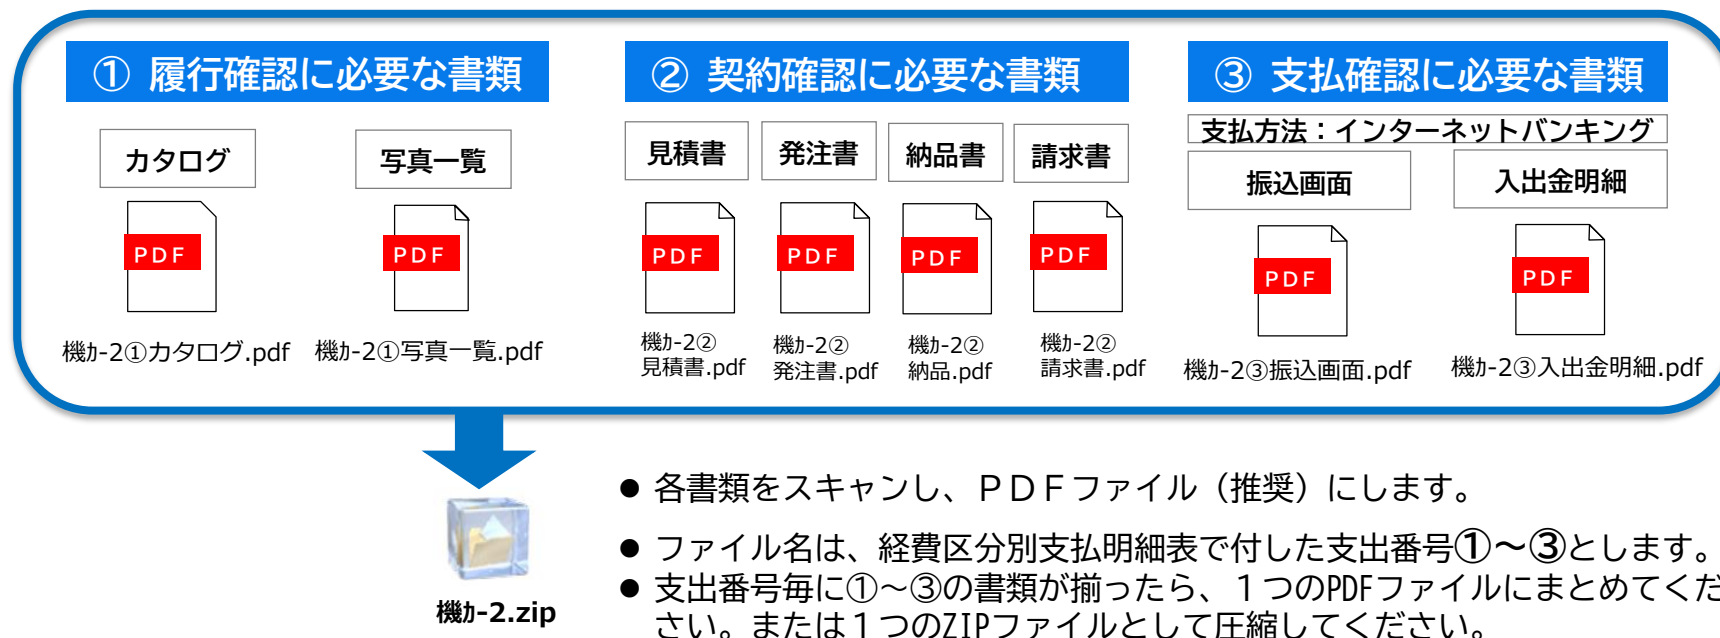 ① 履行確認に必要な書類
カタログ
写真一覧
PDF
PDF
機ｶ-2①カタログ.pdf
機ｶ-2①写真一覧.pdf
② 契約確認に必要な書類
見積書
発注書
納品書
請求書
PDF
PDF
PDF
PDF
機ｶ-2②
見積書.pdf
機ｶ-2②
発注書.pdf
機ｶ-2②
納品.pdf
機ｶ-2②
請求書.pdf
③ 支払確認に必要な書類
支払方法：インターネットバンキング
振込画面
入出金明細
PDF
PDF
機ｶ-2③振込画面.pdf
機ｶ-2③入出金明細.pdf
機ｶ-2.zip
● 各書類をスキャンし、ＰＤＦファイル（推奨）にします。
● ファイル名は、経費区分別支払明細表で付した支出番号①～③とします。
● 支出番号毎に①～③の書類が揃ったら、１つのPDFファイルにまとめてくだ
さい。または１つのZIPファイルとして圧縮してください。